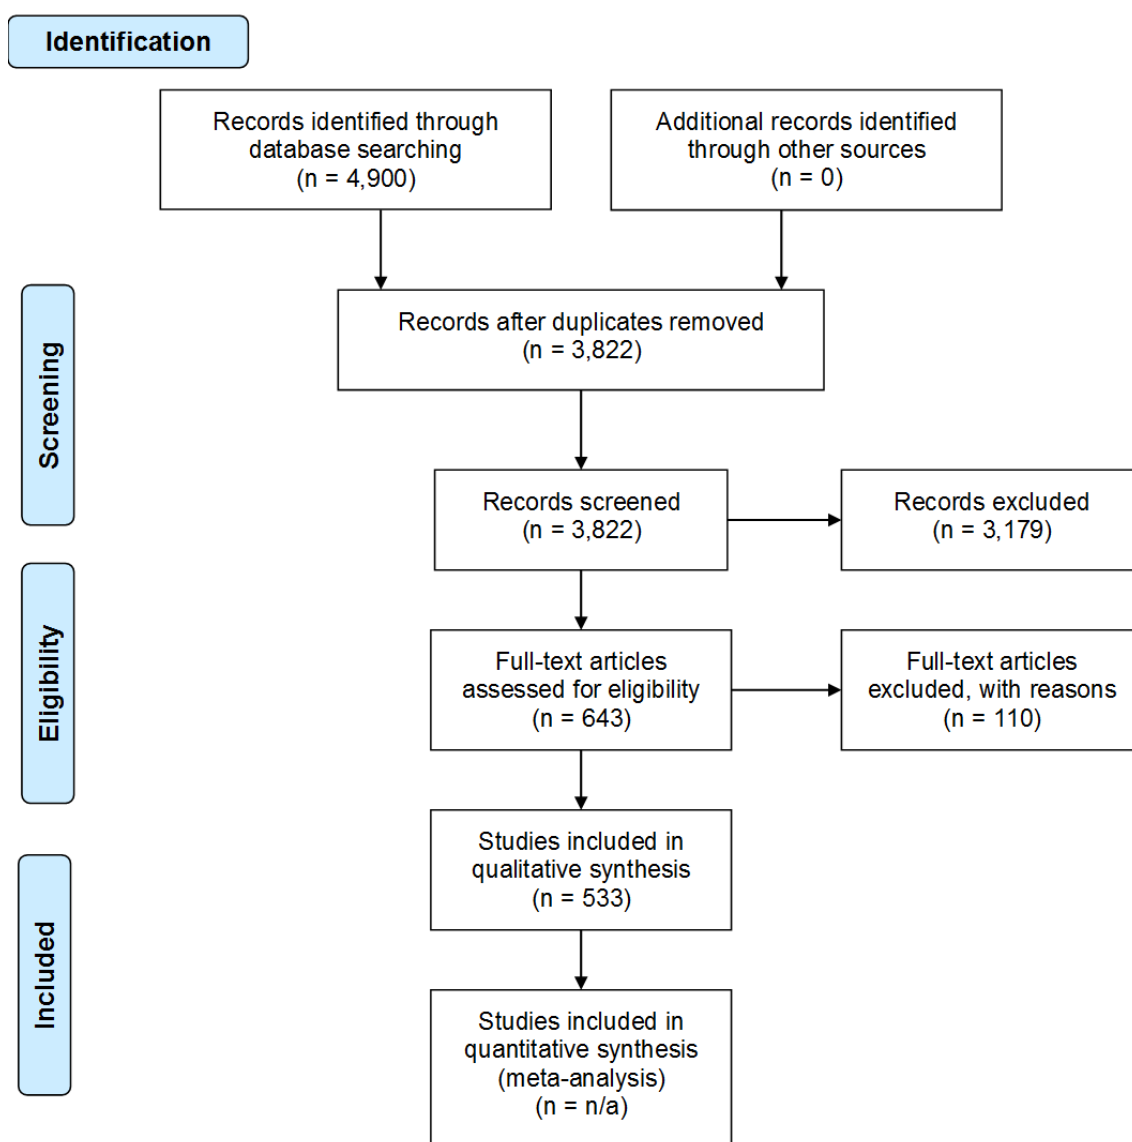 Identification
Records identified through
database searching
(n = 4,900)
Additional records identified
through other sources
(n = 0)
Screening
Records after duplicates removed
(n = 3,822)
Records screened
(n = 3,822)
Records excluded
(n = 3,179)
Eligibility
Full-text articles
assessed for eligibility
(n = 643)
Full-text articles
excluded, with reasons
(n = 110)
Included
Studies included in
qualitative synthesis
(n = 533)
Studies included in
quantitative synthesis
(meta-analysis)
(n = n/a)